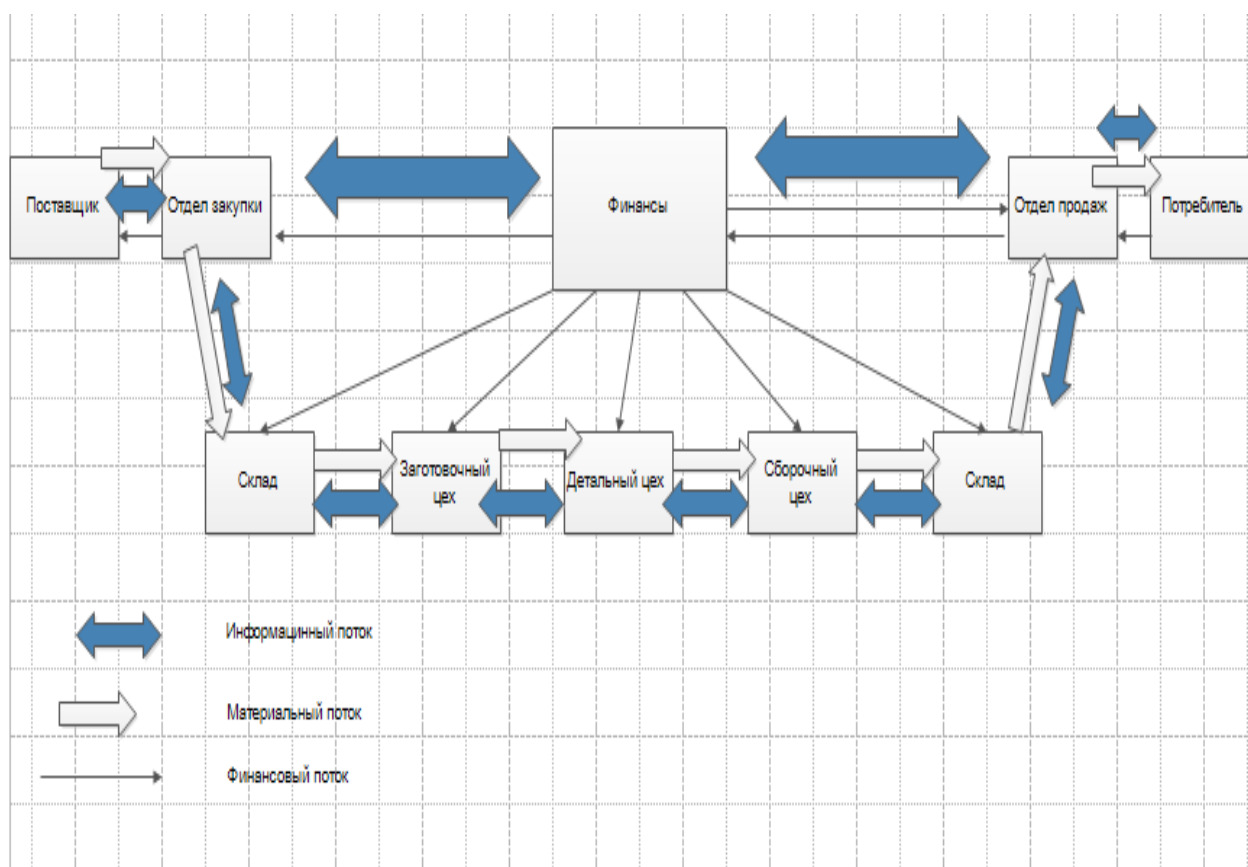 Поставщик
Отдел закупки
Финансы
Отдел продаж
Потребитель
Склад
Заготовочный
цех
Детальный цех
Сборочный
цех
Склад
Информацинный поток
Материальный поток
Финансовый поток